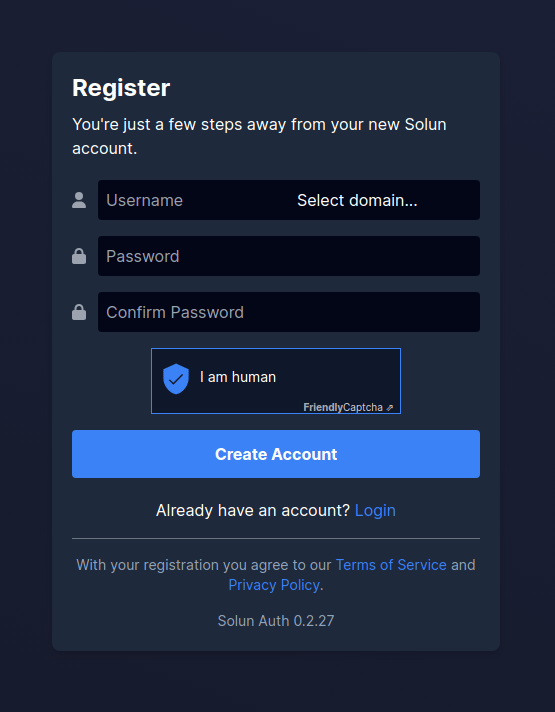 Register
You're just a few steps away from your new Solun
account.
Username Select domain...
Password
Confirm Password
I am human
FriendlyCaptcha ⇗
Create Account
Already have an account? Login
With your registration you agree to our Terms of Service and
Privacy Policy.
Solun Auth 0.2.27